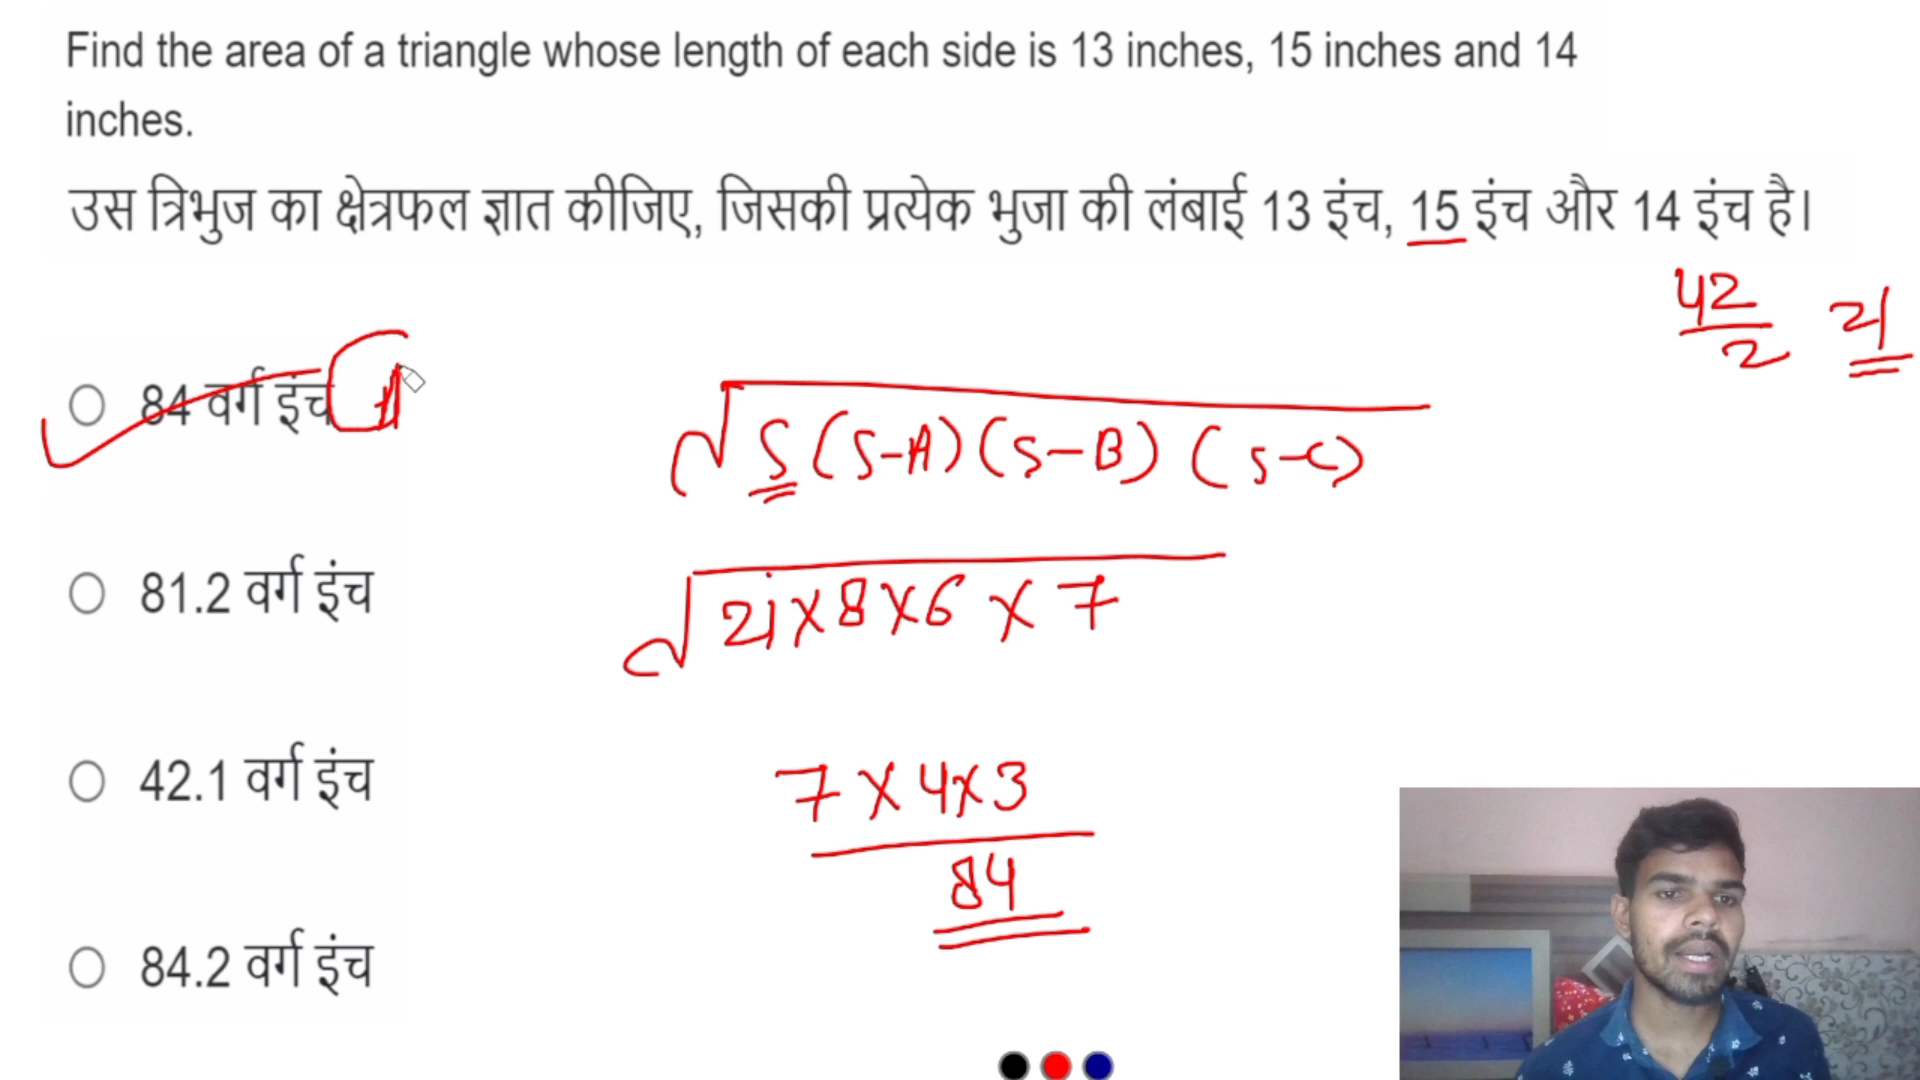 Find the area of a triangle whose length of each side is 13 inches, 15 inches and 14
inches.
उस त्रिभुज का क्षेत्रफल ज्ञात कीजिए, जिसकी प्रत्येक भुजा की लंबाई 13 इंच, 15 इंच और 14 इंच है।
42/2 21
84 वर्ग इंच
√S(S-A)(S-B)(S-C)
81.2 वर्ग इंच
√21×8×6×7
42.1 वर्ग इंच
7×4×3
84
84.2 वर्ग इंच